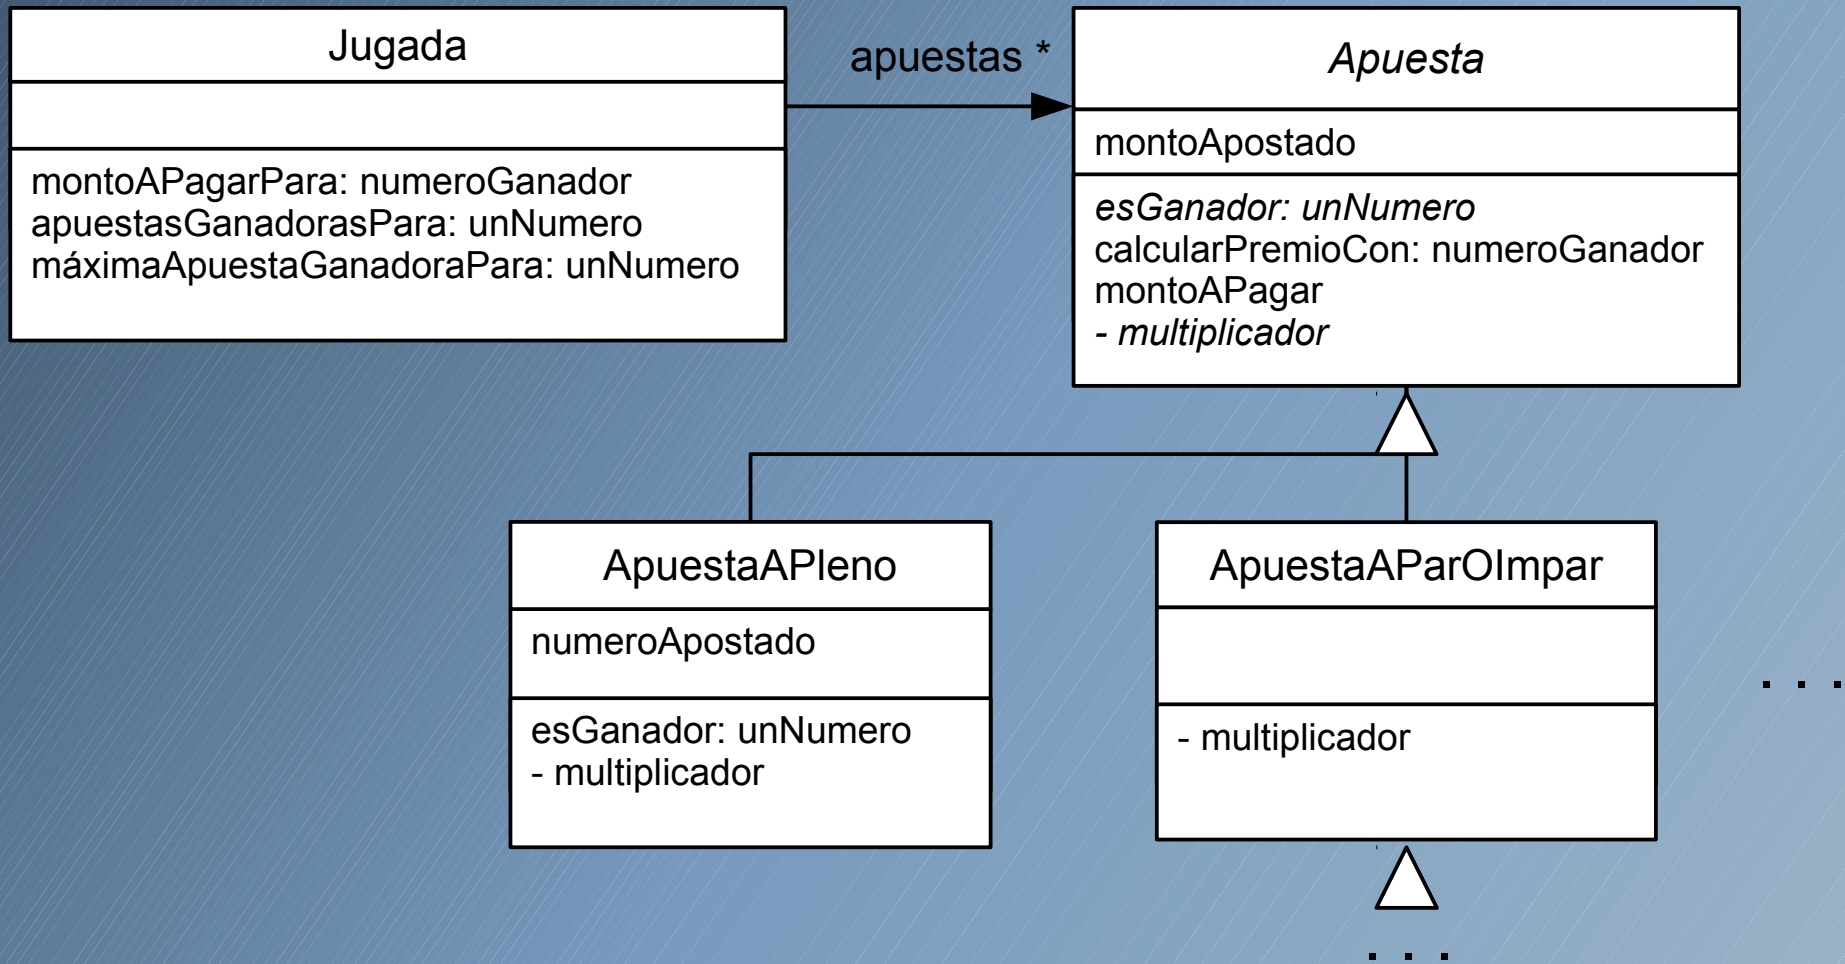 Jugada
montoAPagarPara: numeroGanador
apuestasGanadorasPara: unNumero
máximaApuestaGanadoraPara: unNumero
apuestas *
Apuesta
montoApostado
esGanador: unNumero
calcularPremioCon: numeroGanador
montoAPagar
- multiplicador
ApuestaAPleno
numeroApostado
esGanador: unNumero
- multiplicador
ApuestaAParOImpar
- multiplicador
. . .
. . .